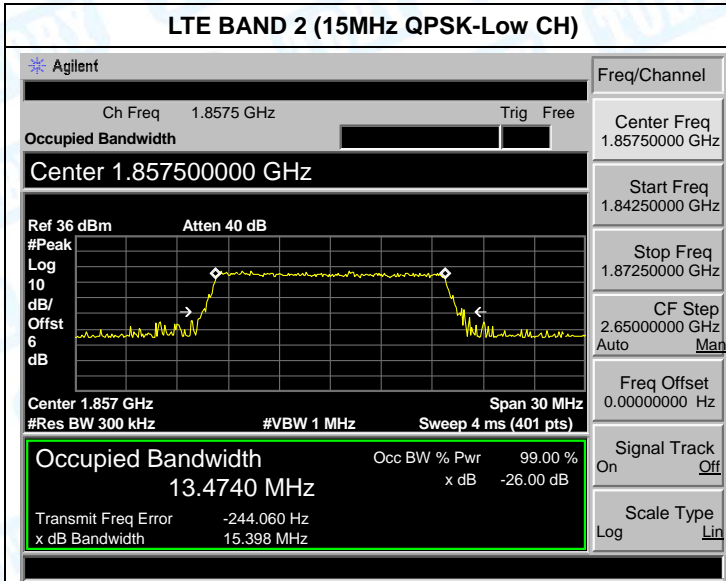 LTE BAND 2 (15MHz QPSK-Low CH)
Agilent
Freq/Channel
Ch Freq 1.8575 GHz Trig Free
Occupied Bandwidth
Center 1.857500000 GHz
Center Freq
1.85750000 GHz
Start Freq
1.84250000 GHz
Stop Freq
1.87250000 GHz
CF Step
2.65000000 GHz
Auto Man
Freq Offset
0.00000000 Hz
Signal Track
On Off
Scale Type
Log Lin
Ref 36 dBm Atten 40 dB
#Peak
Log
10
dB/
Offst
6
dB
Center 1.857 GHz Span 30 MHz
#Res BW 300 kHz #VBW 1 MHz Sweep 4 ms (401 pts)
Occupied Bandwidth Occ BW % Pwr 99.00 %
13.4740 MHz x dB -26.00 dB
Transmit Freq Error -244.060 Hz
x dB Bandwidth 15.398 MHz